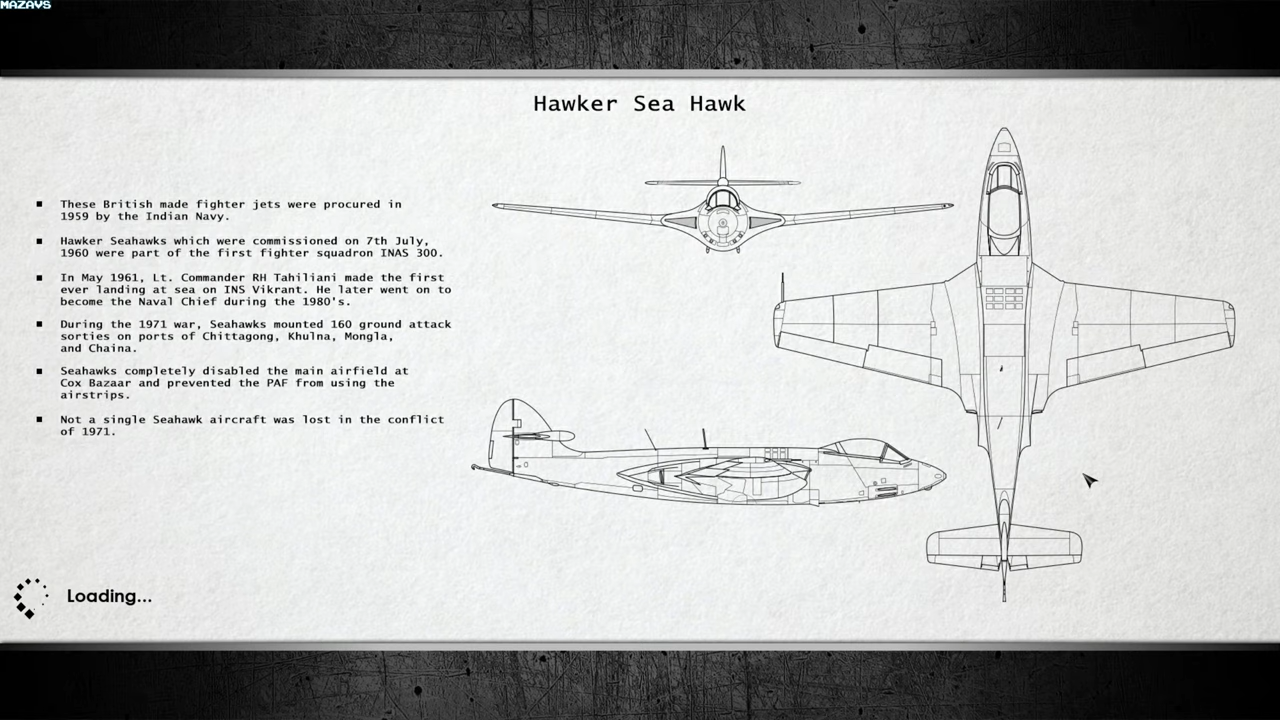 MAZAVS
Hawker Sea Hawk
▪ These British made fighter jets were procured in
1959 by the Indian Navy.
▪ Hawker Seahawks which were commissioned on 7th July,
1960 were part of the first fighter squadron INAS 300.
▪ In May 1961, Lt. Commander RH Tahiliani made the first
ever landing at sea on INS Vikrant. He later went on to
become the Naval Chief during the 1980's.
▪ During the 1971 war, Seahawks mounted 160 ground attack
sorties on ports of Chittagong, Khulna, Mongla,
and Chaina.
▪ Seahawks completely disabled the main airfield at
Cox Bazaar and prevented the PAF from using the
airstrips.
▪ Not a single Seahawk aircraft was lost in the conflict
of 1971.
Loading...